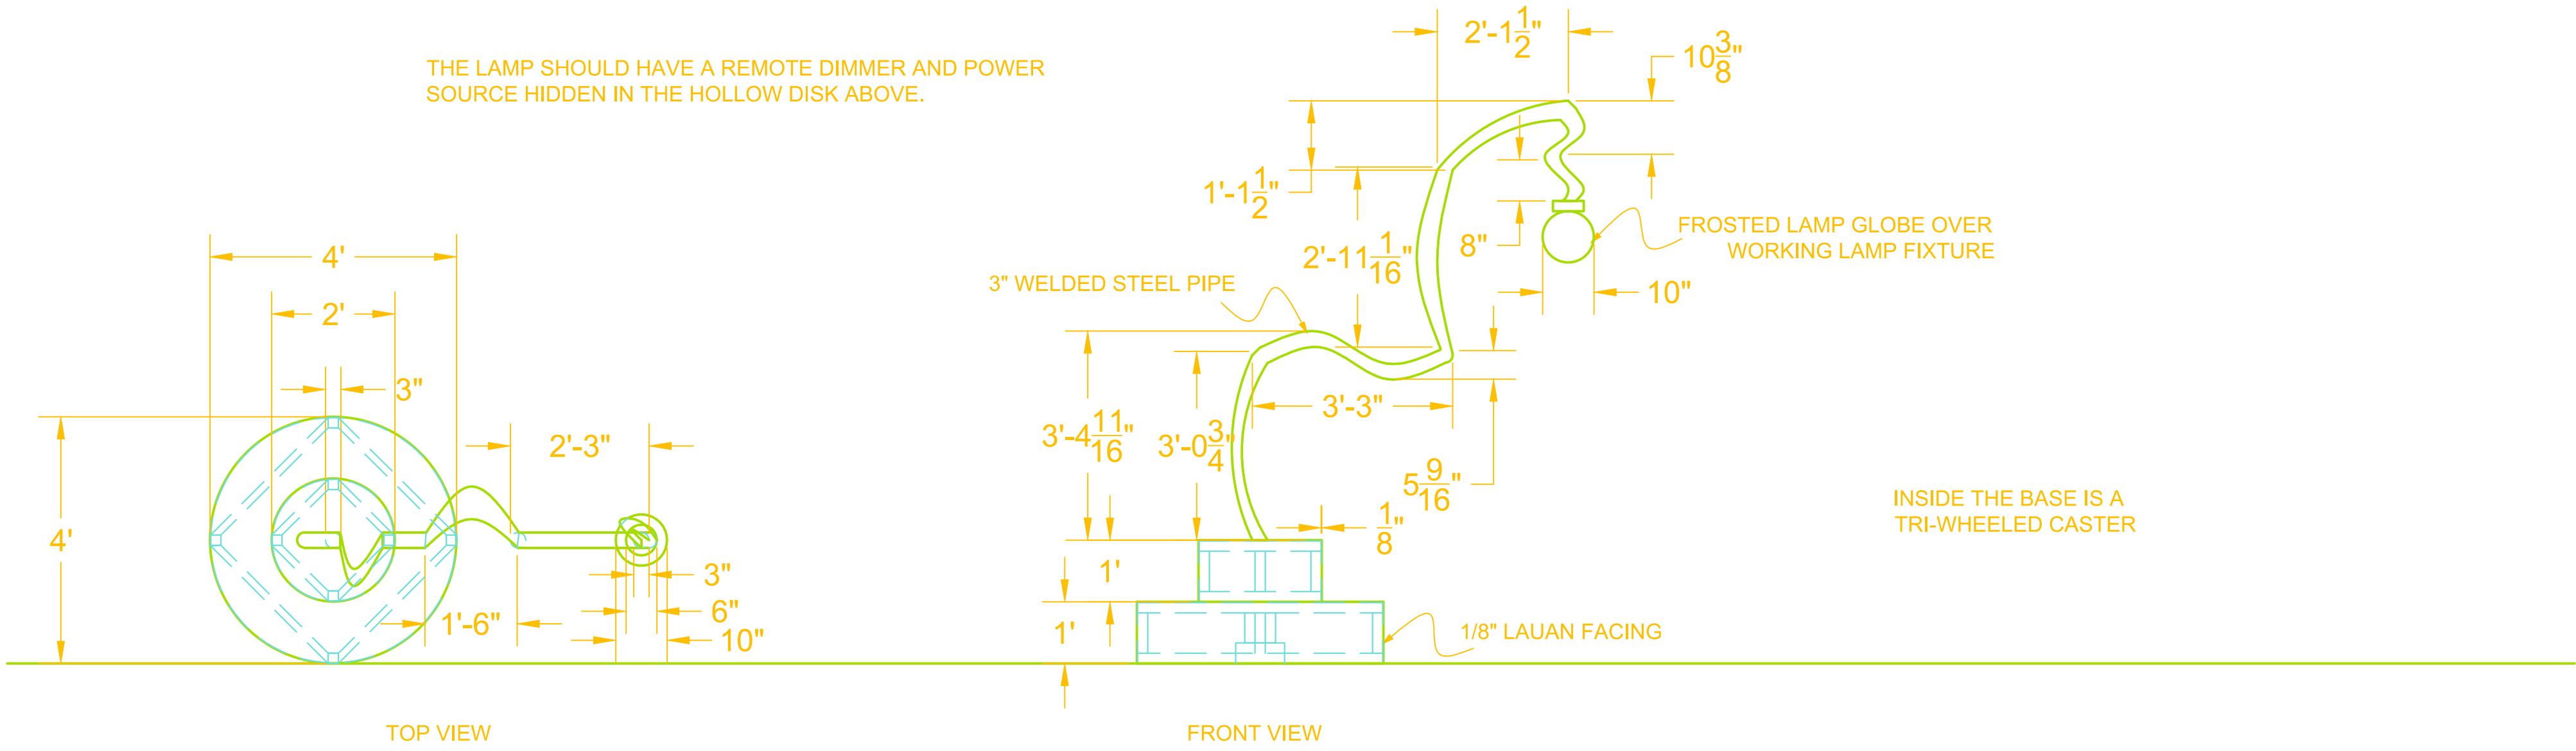 THE LAMP SHOULD HAVE A REMOTE DIMMER AND POWER
SOURCE HIDDEN IN THE HOLLOW DISK ABOVE.
4'
2'
3"
2'-3"
4'
3"
6"
1'-6"
10"
TOP VIEW
2'-1 1/2"
10 3/8"
1'-1 1/2"
2'-11 1/16"
8"
FROSTED LAMP GLOBE OVER
WORKING LAMP FIXTURE
3" WELDED STEEL PIPE
10"
3'-3"
3'-4 11/16"
3'-0 3/4"
5 9/16"
1/8"
1'
1'
1/8" LAUAN FACING
FRONT VIEW
INSIDE THE BASE IS A
TRI-WHEELED CASTER